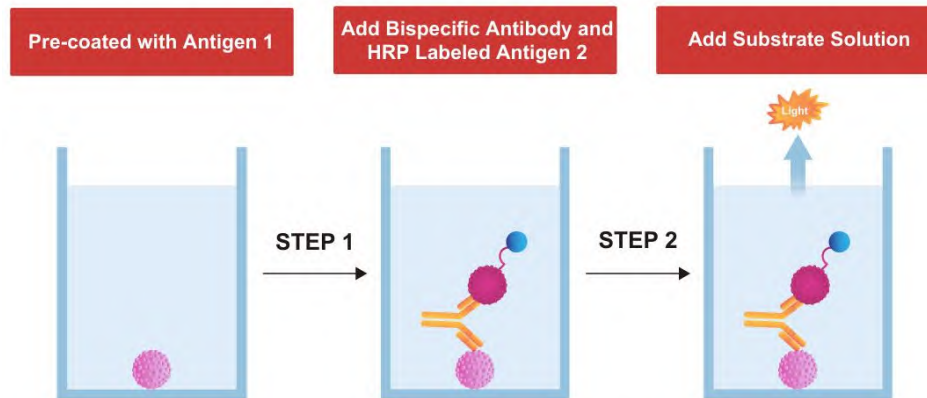 Pre-coated with Antigen 1
Add Bispecific Antibody and
HRP Labeled Antigen 2
Add Substrate Solution
Light
STEP 1
STEP 2